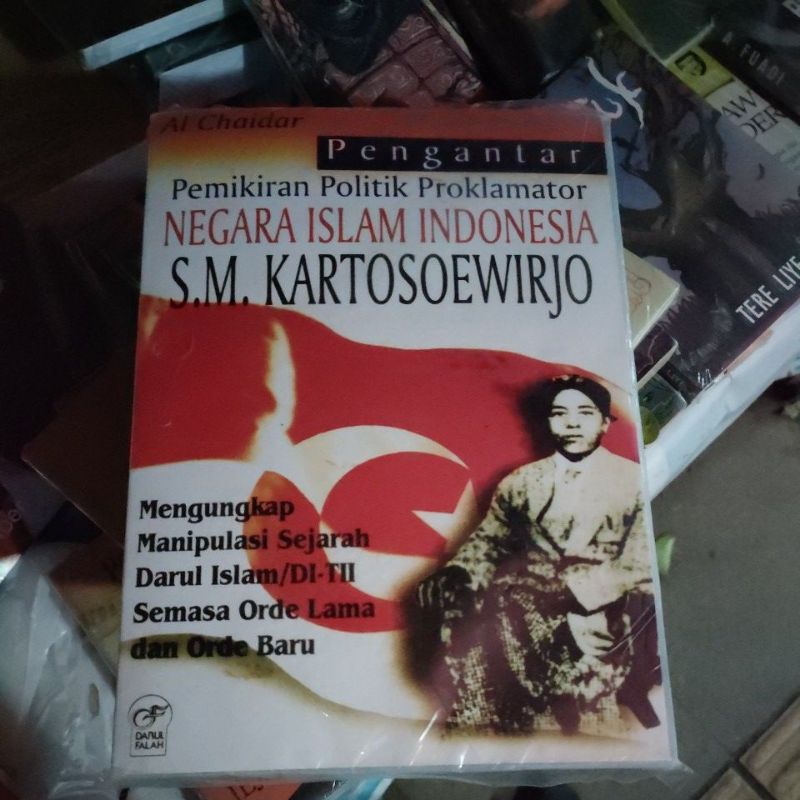 Al Chaidar
Pengantar
Pemikiran Politik Proklamator
NEGARA ISLAM INDONESIA
S.M. KARTOSOEWIRJO
Mengungkap
Manipulasi Sejarah
Darul Islam/DI-TII
Semasa Orde Lama
dan Orde Baru
DARUL
FALAH
A. FUADI
TERE LIYE